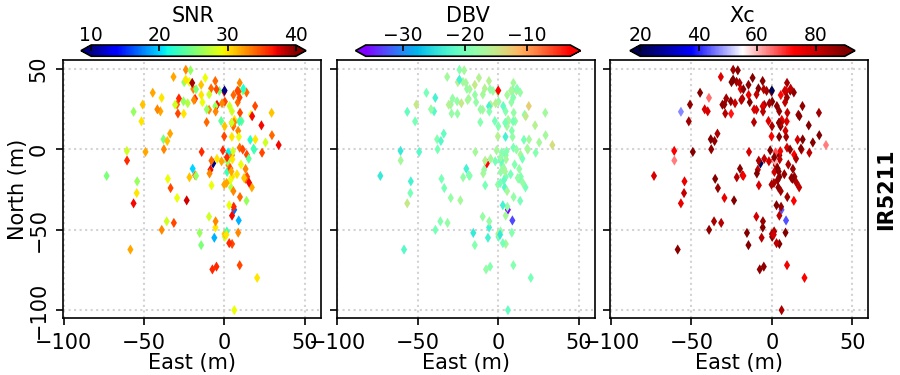 SNR DBV Xc
10 20 30 40 −30 −20 −10 20 40 60 80
50
0
−50
−100
North (m)
−100 −50 0 50 −100 −50 0 50 −100 −50 0 50
East (m) East (m) East (m)
IR5211